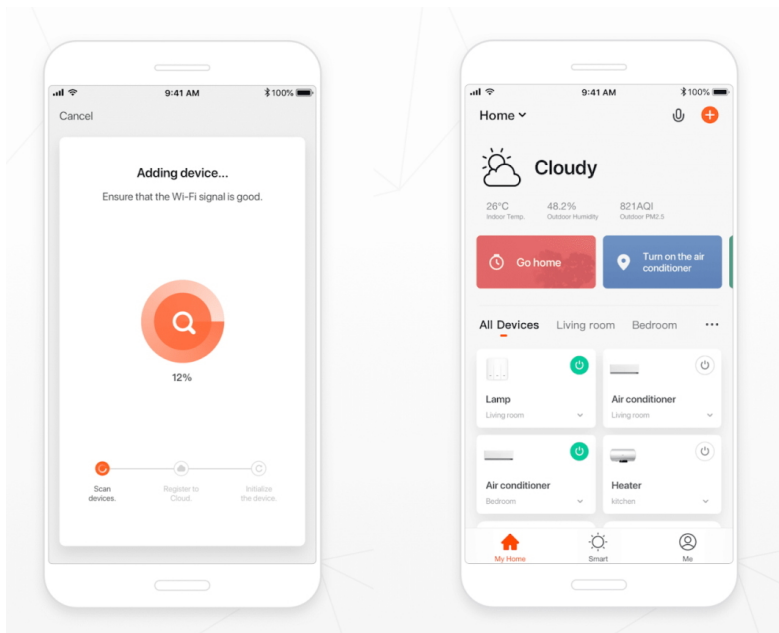 9:41 AM
100%
Cancel
Adding device...
Ensure that the Wi-Fi signal is good.
12%
Scan
devices.
Register to
Cloud.
Initialize
the device.
9:41 AM
100%
Home
Cloudy
26°C
48.2%
821AQI
Indoor Temp.
Outdoor Humidity
Outdoor PM2.5
Go home
Turn on the air
conditioner
All Devices
Living room
Bedroom
Lamp
Living room
Air conditioner
Living room
Air conditioner
Bedroom
Heater
kitchen
My Home
Smart
Me